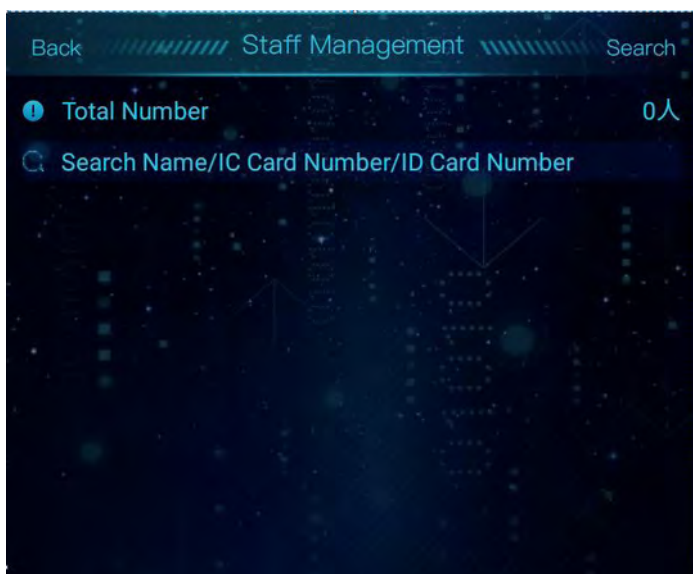 Back Staff Management Search
Total Number 0人
Search Name/IC Card Number/ID Card Number